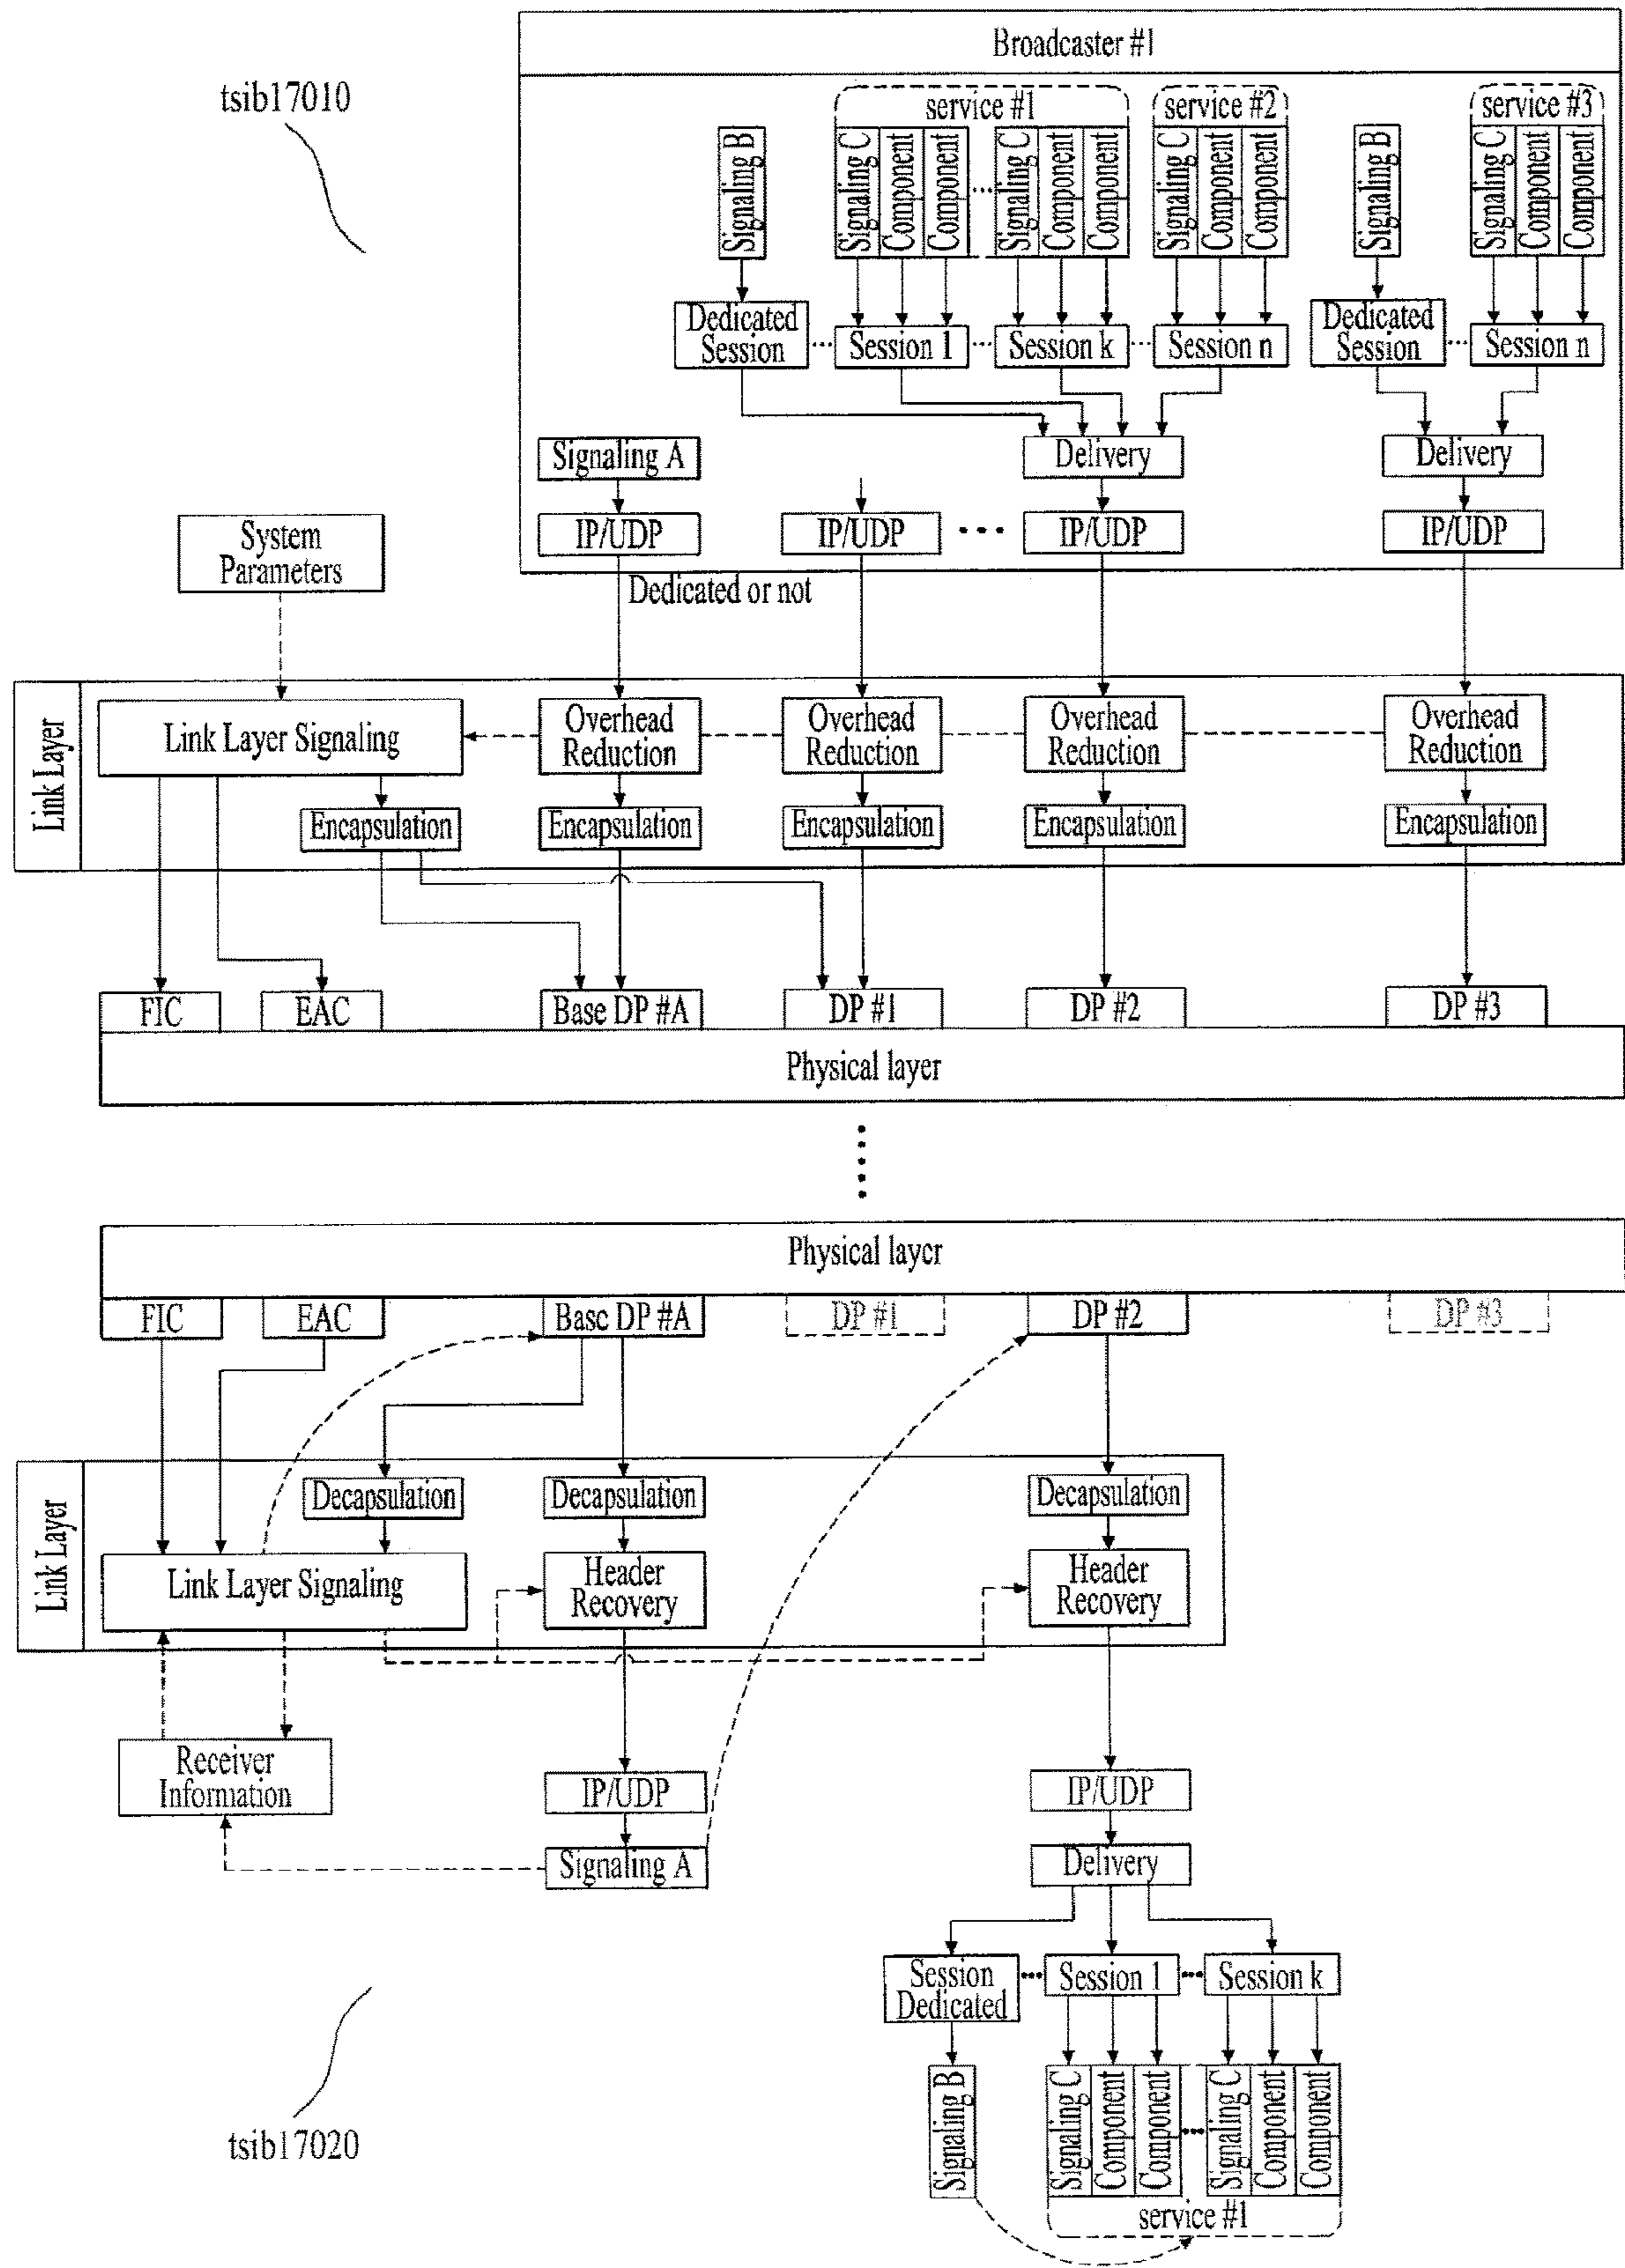 Broadcaster #1
tsib17010
service #1
service #2
service #3
Signaling B
Signaling C
Component
Component
Signaling C
Component
Component
Signaling C
Component
Component
Signaling B
Signaling C
Component
Component
Dedicated
Session
Session 1
Session k
Session n
Dedicated
Session
Session n
Signaling A
Delivery
Delivery
IP/UDP
IP/UDP
IP/UDP
IP/UDP
System
Parameters
Dedicated or not
Link Layer
Link Layer Signaling
Overhead
Reduction
Overhead
Reduction
Overhead
Reduction
Overhead
Reduction
Encapsulation
Encapsulation
Encapsulation
Encapsulation
Encapsulation
FIC
EAC
Base DP #A
DP #1
DP #2
DP #3
Physical layer
Physical layer
FIC
EAC
Base DP #A
DP #1
DP #2
DP #3
Link Layer
Decapsulation
Decapsulation
Decapsulation
Link Layer Signaling
Header
Recovery
Header
Recovery
Receiver
Information
IP/UDP
IP/UDP
Signaling A
Delivery
Session
Dedicated
Session 1
Session k
Signaling B
Signaling C
Component
Component
Signaling C
Component
Component
service #1
tsib17020